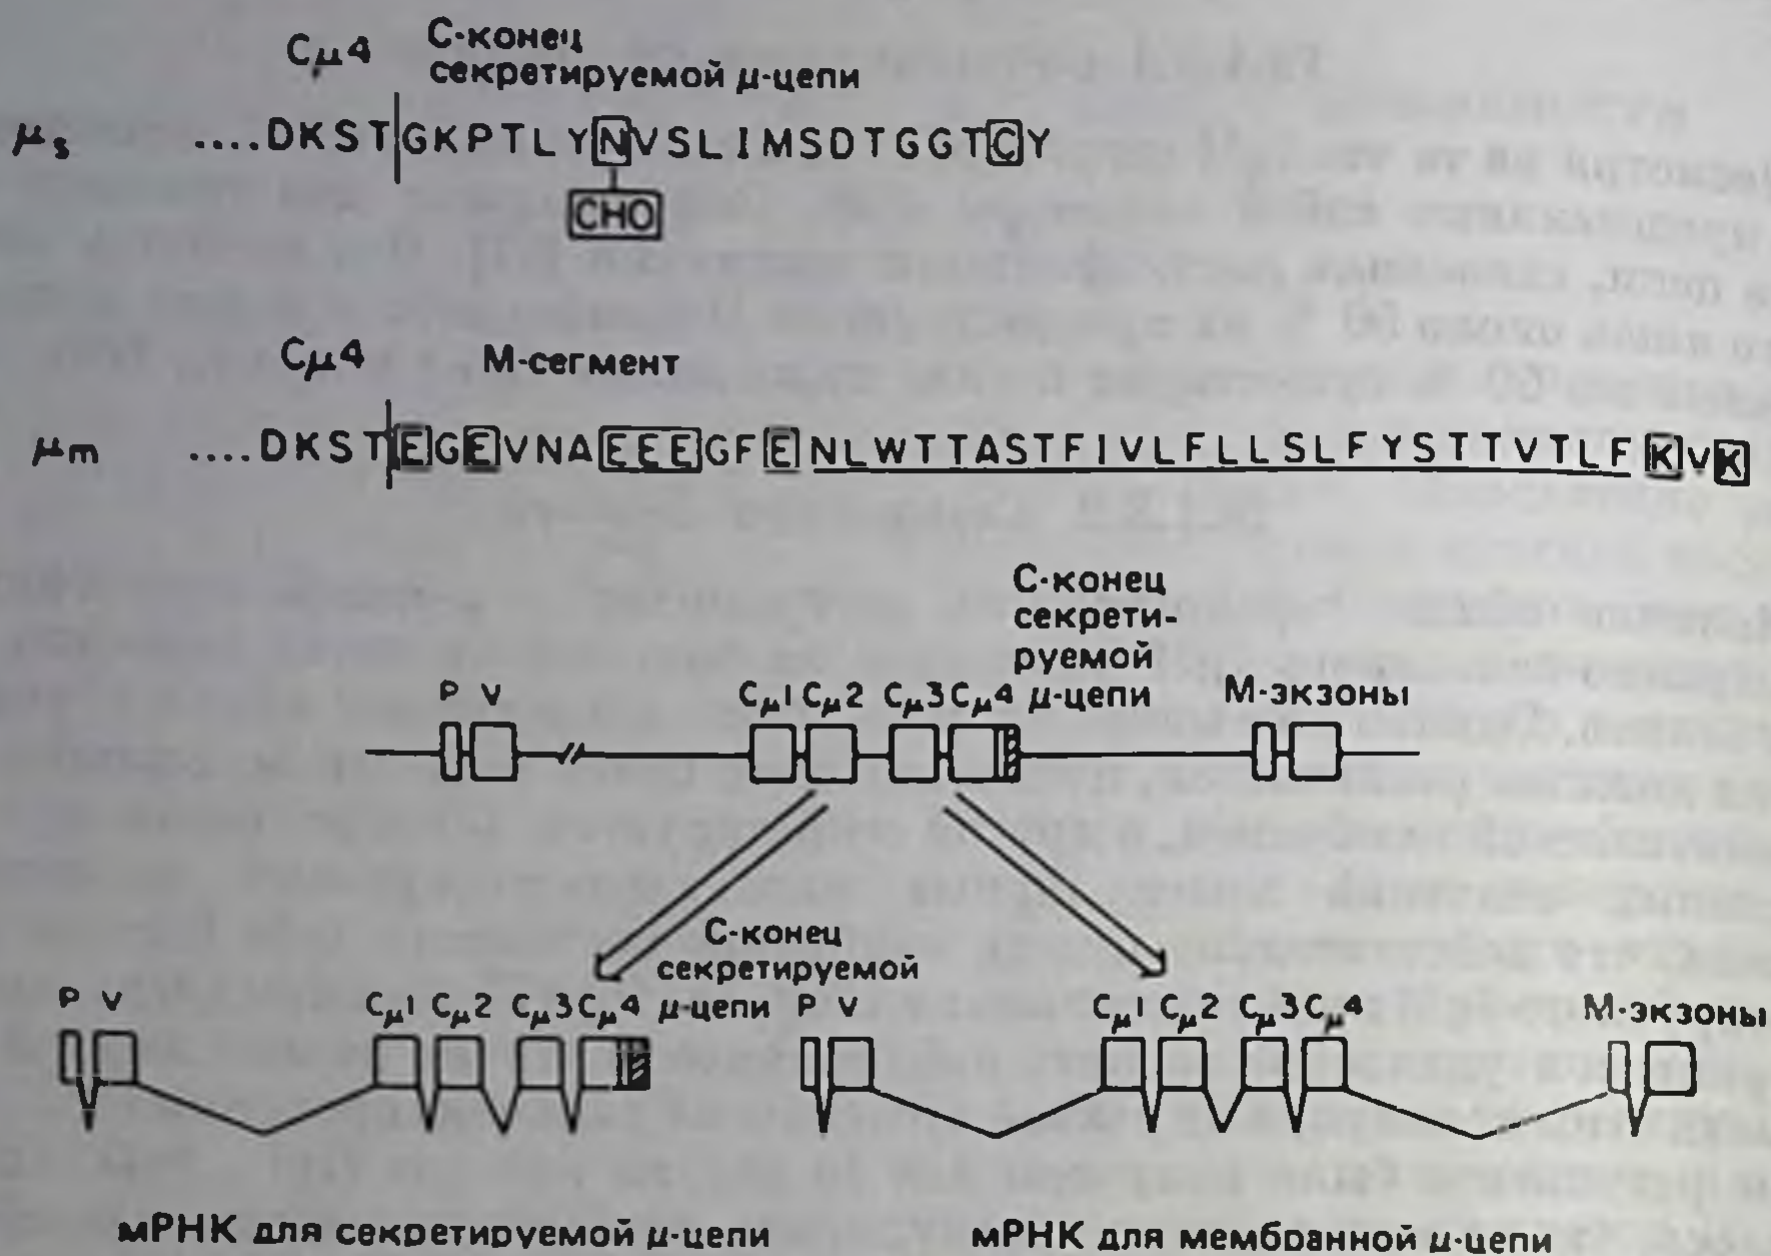 Cμ4
C-конец
секретируемой μ-цепи
μs ....DKST GKPTLYNVSLIMSDTGGTCY
CHO
Cμ4 М-сегмент
μm ....DKST EGEVNAEEEGFENLWTTASTFIVLFLLSLFYSTTVTLFKVK
С-конец
секрети-
руемой
P V Cμ1 Cμ2 Cμ3 Cμ4 μ-цепи М-экзоны
С-конец
секретируемой
P V Cμ1 Cμ2 Cμ3 Cμ4 μ-цепи P V Cμ1 Cμ2 Cμ3 Cμ4 М-экзоны
мРНК для секретируемой μ-цепи мРНК для мембранной μ-цепи